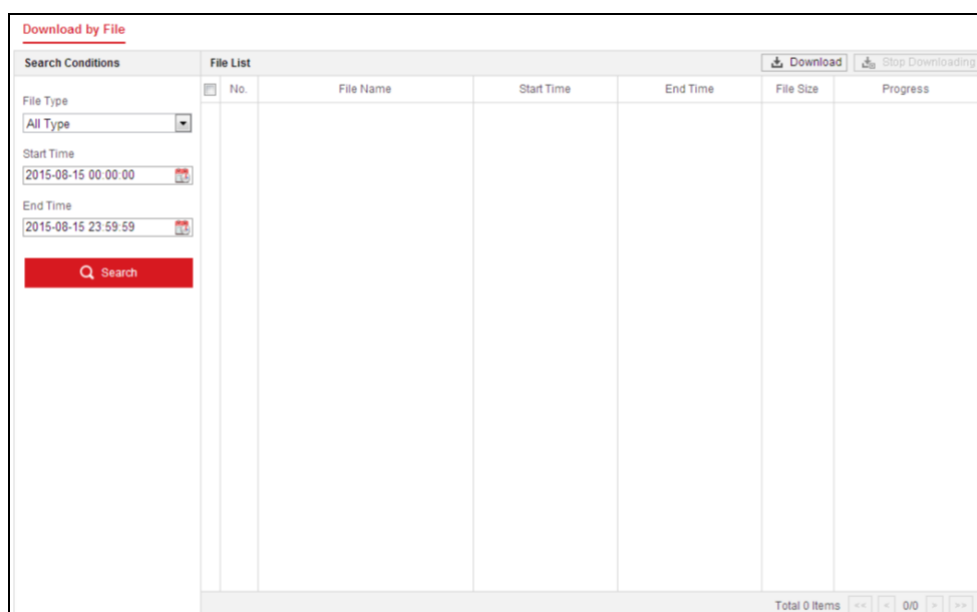 Download by File
Search Conditions
File List
Download
Stop Downloading
No.
File Name
Start Time
End Time
File Size
Progress
File Type
All Type
Start Time
2015-08-15 00:00:00
End Time
2015-08-15 23:59:59
Search
Total 0 Items << < 0/0 > >>